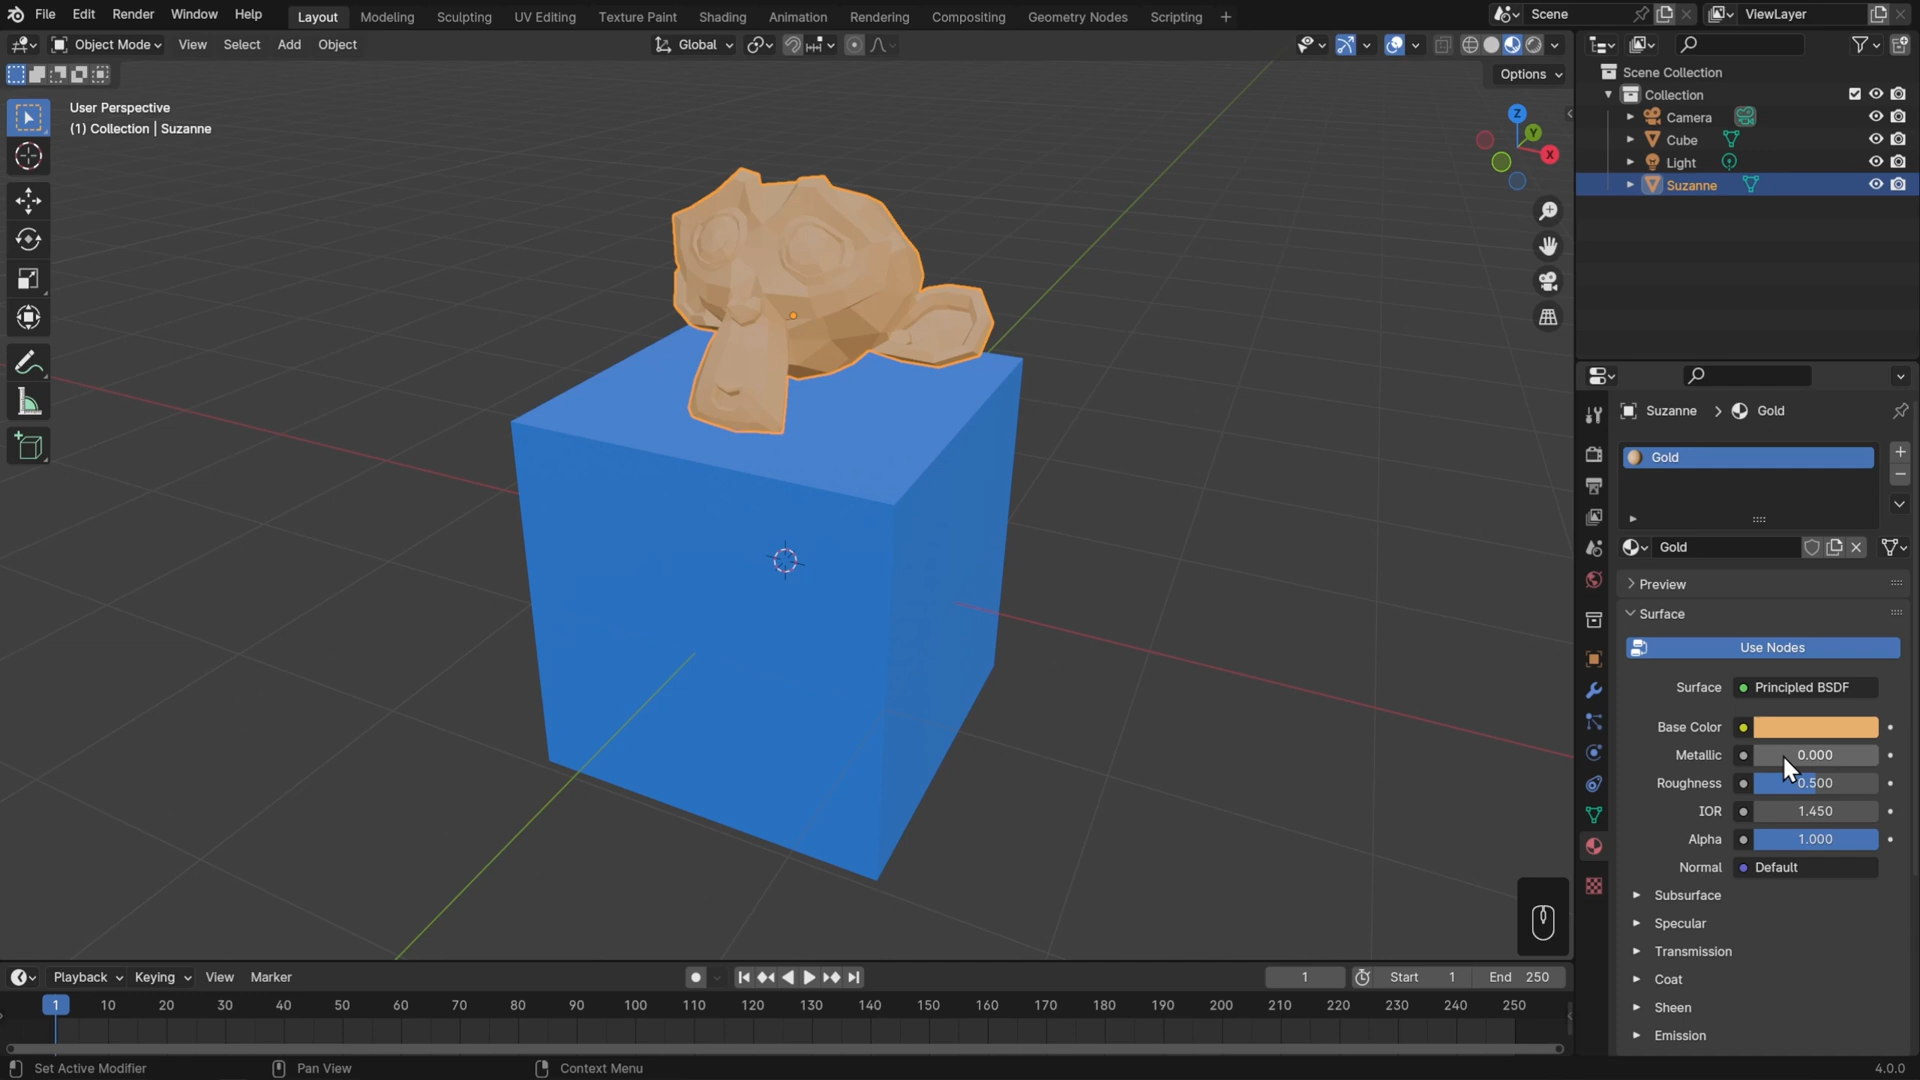 File Edit Render Window Help Layout Modeling Sculpting UV Editing Texture Paint Shading Animation Rendering Compositing Geometry Nodes Scripting + Scene ViewLayer
Object Mode View Select Add Object Global
Options
User Perspective
(1) Collection | Suzanne
Z
Y
X
Scene Collection
Collection
Camera
Cube
Light
Suzanne
Suzanne > Gold
Gold
Gold
Preview
Surface
Use Nodes
Surface Principled BSDF
Base Color
Metallic 0.000
Roughness 0.500
IOR 1.450
Alpha 1.000
Normal Default
Subsurface
Specular
Transmission
Coat
Sheen
Emission
Playback Keying View Marker 1 Start 1 End 250
1 10 20 30 40 50 60 70 80 90 100 110 120 130 140 150 160 170 180 190 200 210 220 230 240 250
Set Active Modifier Pan View Context Menu 4.0.0